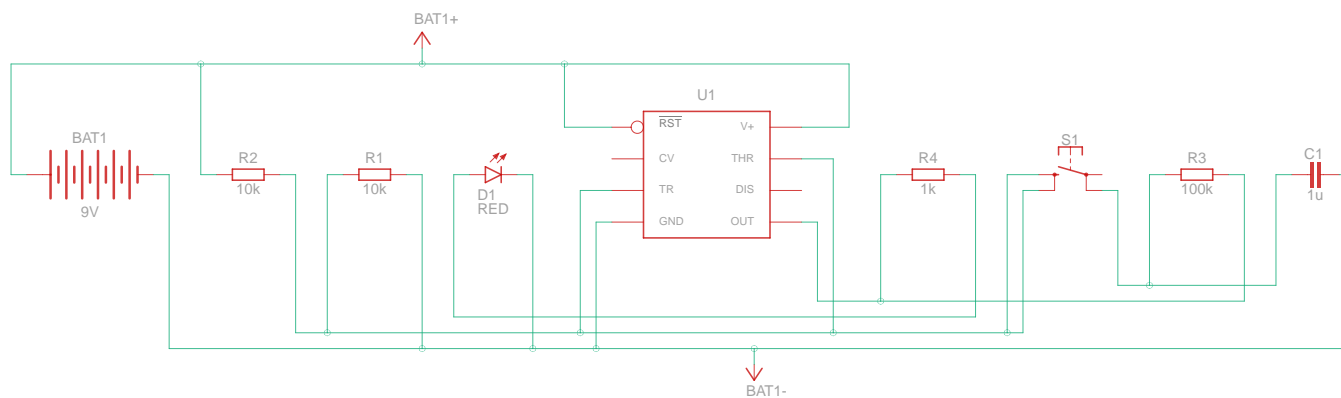 BAT1+
U1
RST
V+
BAT1
S1
R2
R1
CV
THR
R4
R3
C1
10k
10k
D1
RED
TR
DIS
1k
100k
1u
9V
GND
OUT
BAT1-